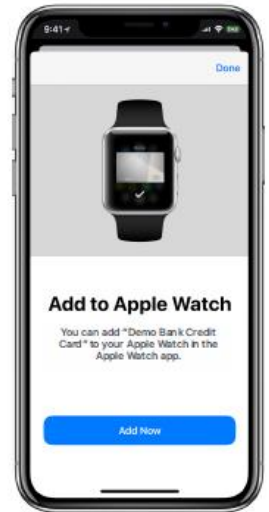 9:41
Done
Add to Apple Watch
You can add "Demo Bank Credit
Card" to your Apple Watch in the
Apple Watch app.
Add Now